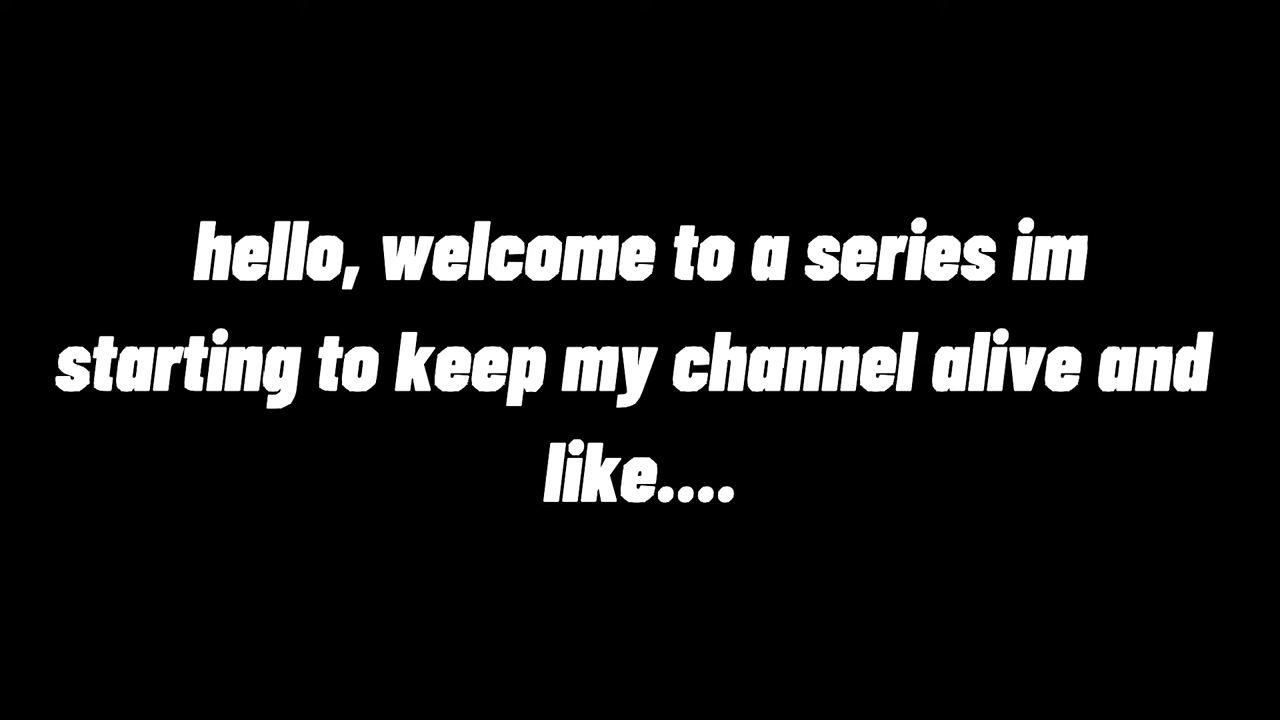 hello, welcome to a series im
starting to keep my channel alive and
like....